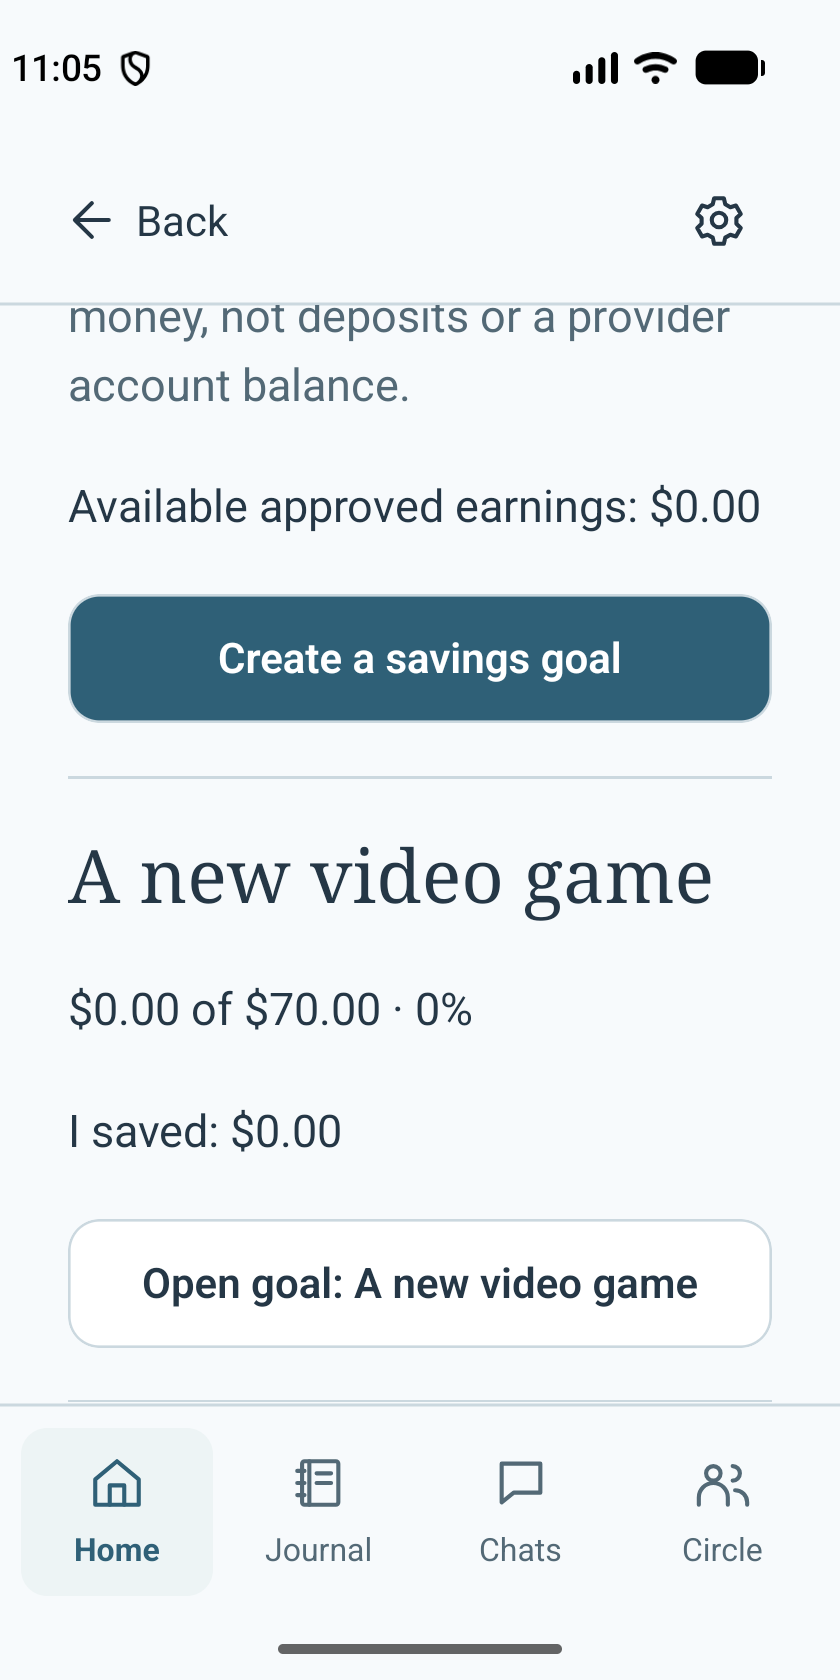 11:05
Back
money, not deposits or a provider
account balance.
Available approved earnings: $0.00
Create a savings goal
A new video game
$0.00 of $70.00 · 0%
I saved: $0.00
Open goal: A new video game
Home
Journal
Chats
Circle